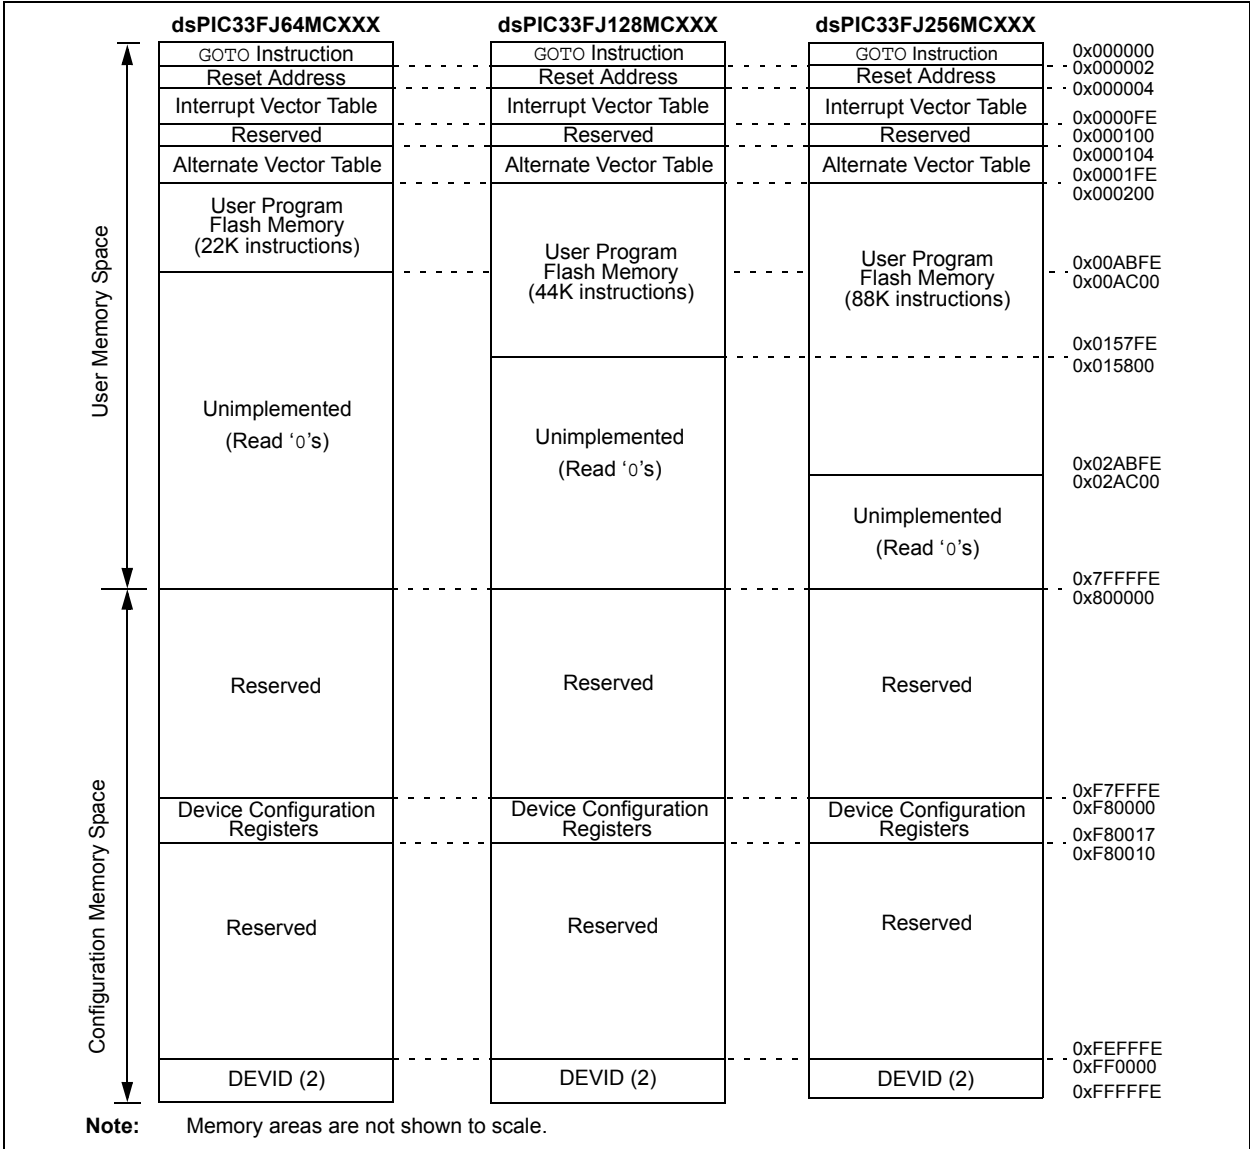 dsPIC33FJ64MCXXX dsPIC33FJ128MCXXX dsPIC33FJ256MCXXX
GOTO Instruction GOTO Instruction GOTO Instruction 0x000000
0x000002
Reset Address Reset Address Reset Address
0x000004
Interrupt Vector Table Interrupt Vector Table Interrupt Vector Table
0x0000FE
Reserved Reserved Reserved 0x000100
0x000104
Alternate Vector Table Alternate Vector Table Alternate Vector Table
0x0001FE
0x000200
User Program
Flash Memory
(22K instructions)
User Program
Flash Memory
(44K instructions)
User Program
Flash Memory
(88K instructions)
0x00ABFE
0x00AC00
0x0157FE
0x015800
User Memory Space
Unimplemented
(Read ‘0’s)
Unimplemented
(Read ‘0’s)
0x02ABFE
0x02AC00
Unimplemented
(Read ‘0’s)
0x7FFFFE
0x800000
Reserved Reserved Reserved
0xF7FFFE
0xF80000
Device Configuration
Registers
Device Configuration
Registers
Device Configuration
Registers
0xF80017
0xF80010
Configuration Memory Space
Reserved Reserved Reserved
0xFEFFFE
0xFF0000
DEVID (2) DEVID (2) DEVID (2)
0xFFFFFE
Note: Memory areas are not shown to scale.